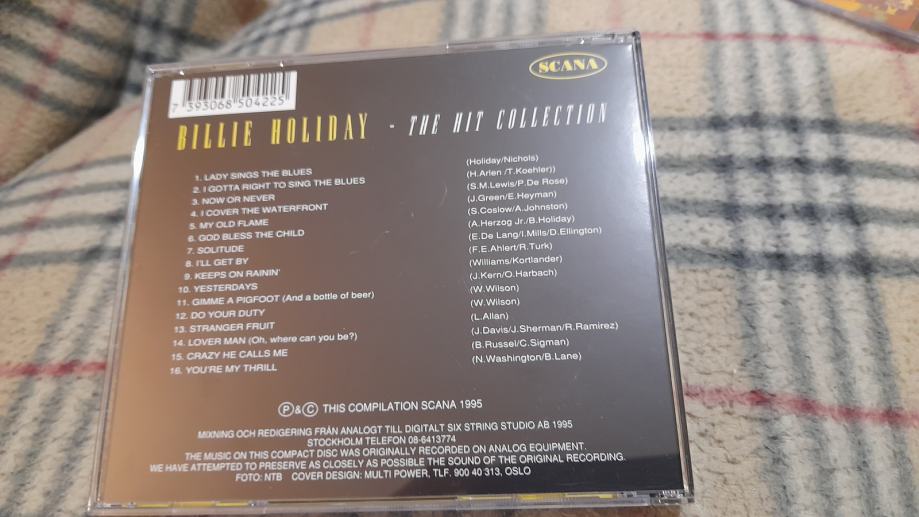 SCANA
7 393068 504225
BILLIE HOLIDAY - THE HIT COLLECTION
1. LADY SINGS THE BLUES (Holiday/Nichols)
2. I GOTTA RIGHT TO SING THE BLUES (H.Arlen /T.Koehler))
3. NOW OR NEVER (S.M.Lewis/P.De Rose)
4. I COVER THE WATERFRONT (J.Green/E.Heyman)
5. MY OLD FLAME (S.Coslow/A.Johnston)
6. GOD BLESS THE CHILD (A.Herzog Jr./B.Holiday)
7. SOLITUDE (E.De Lang/I.Mills/D.Ellington)
8. I'LL GET BY (F.E.Ahlert/R.Turk)
9. KEEPS ON RAININ' (Williams/Kortlander)
10. YESTERDAYS (J.Kern/O.Harbach)
11. GIMME A PIGFOOT (And a bottle of beer) (W.Wilson)
12. DO YOUR DUTY (W.Wilson)
13. STRANGER FRUIT (L.Allan)
14. LOVER MAN (Oh, where can you be?) (J.Davis/J.Sherman/R.Ramirez)
15. CRAZY HE CALLS ME (B.Russel/C.Sigman)
16. YOU'RE MY THRILL (N.Washington/B.Lane)
Ⓟ&Ⓒ THIS COMPILATION SCANA 1995
MIXNING OCH REDIGERING FRÅN ANALOGT TILL DIGITALT SIX STRING STUDIO AB 1995
STOCKHOLM TELEFON 08-6413774
THE MUSIC ON THIS COMPACT DISC WAS ORIGINALLY RECORDED ON ANALOG EQUIPMENT.
WE HAVE ATTEMPTED TO PRESERVE AS CLOSELY AS POSSIBLE THE SOUND OF THE ORIGINAL RECORDING.
FOTO: NTB COVER DESIGN: MULTI POWER, TLF. 900 40 313, OSLO